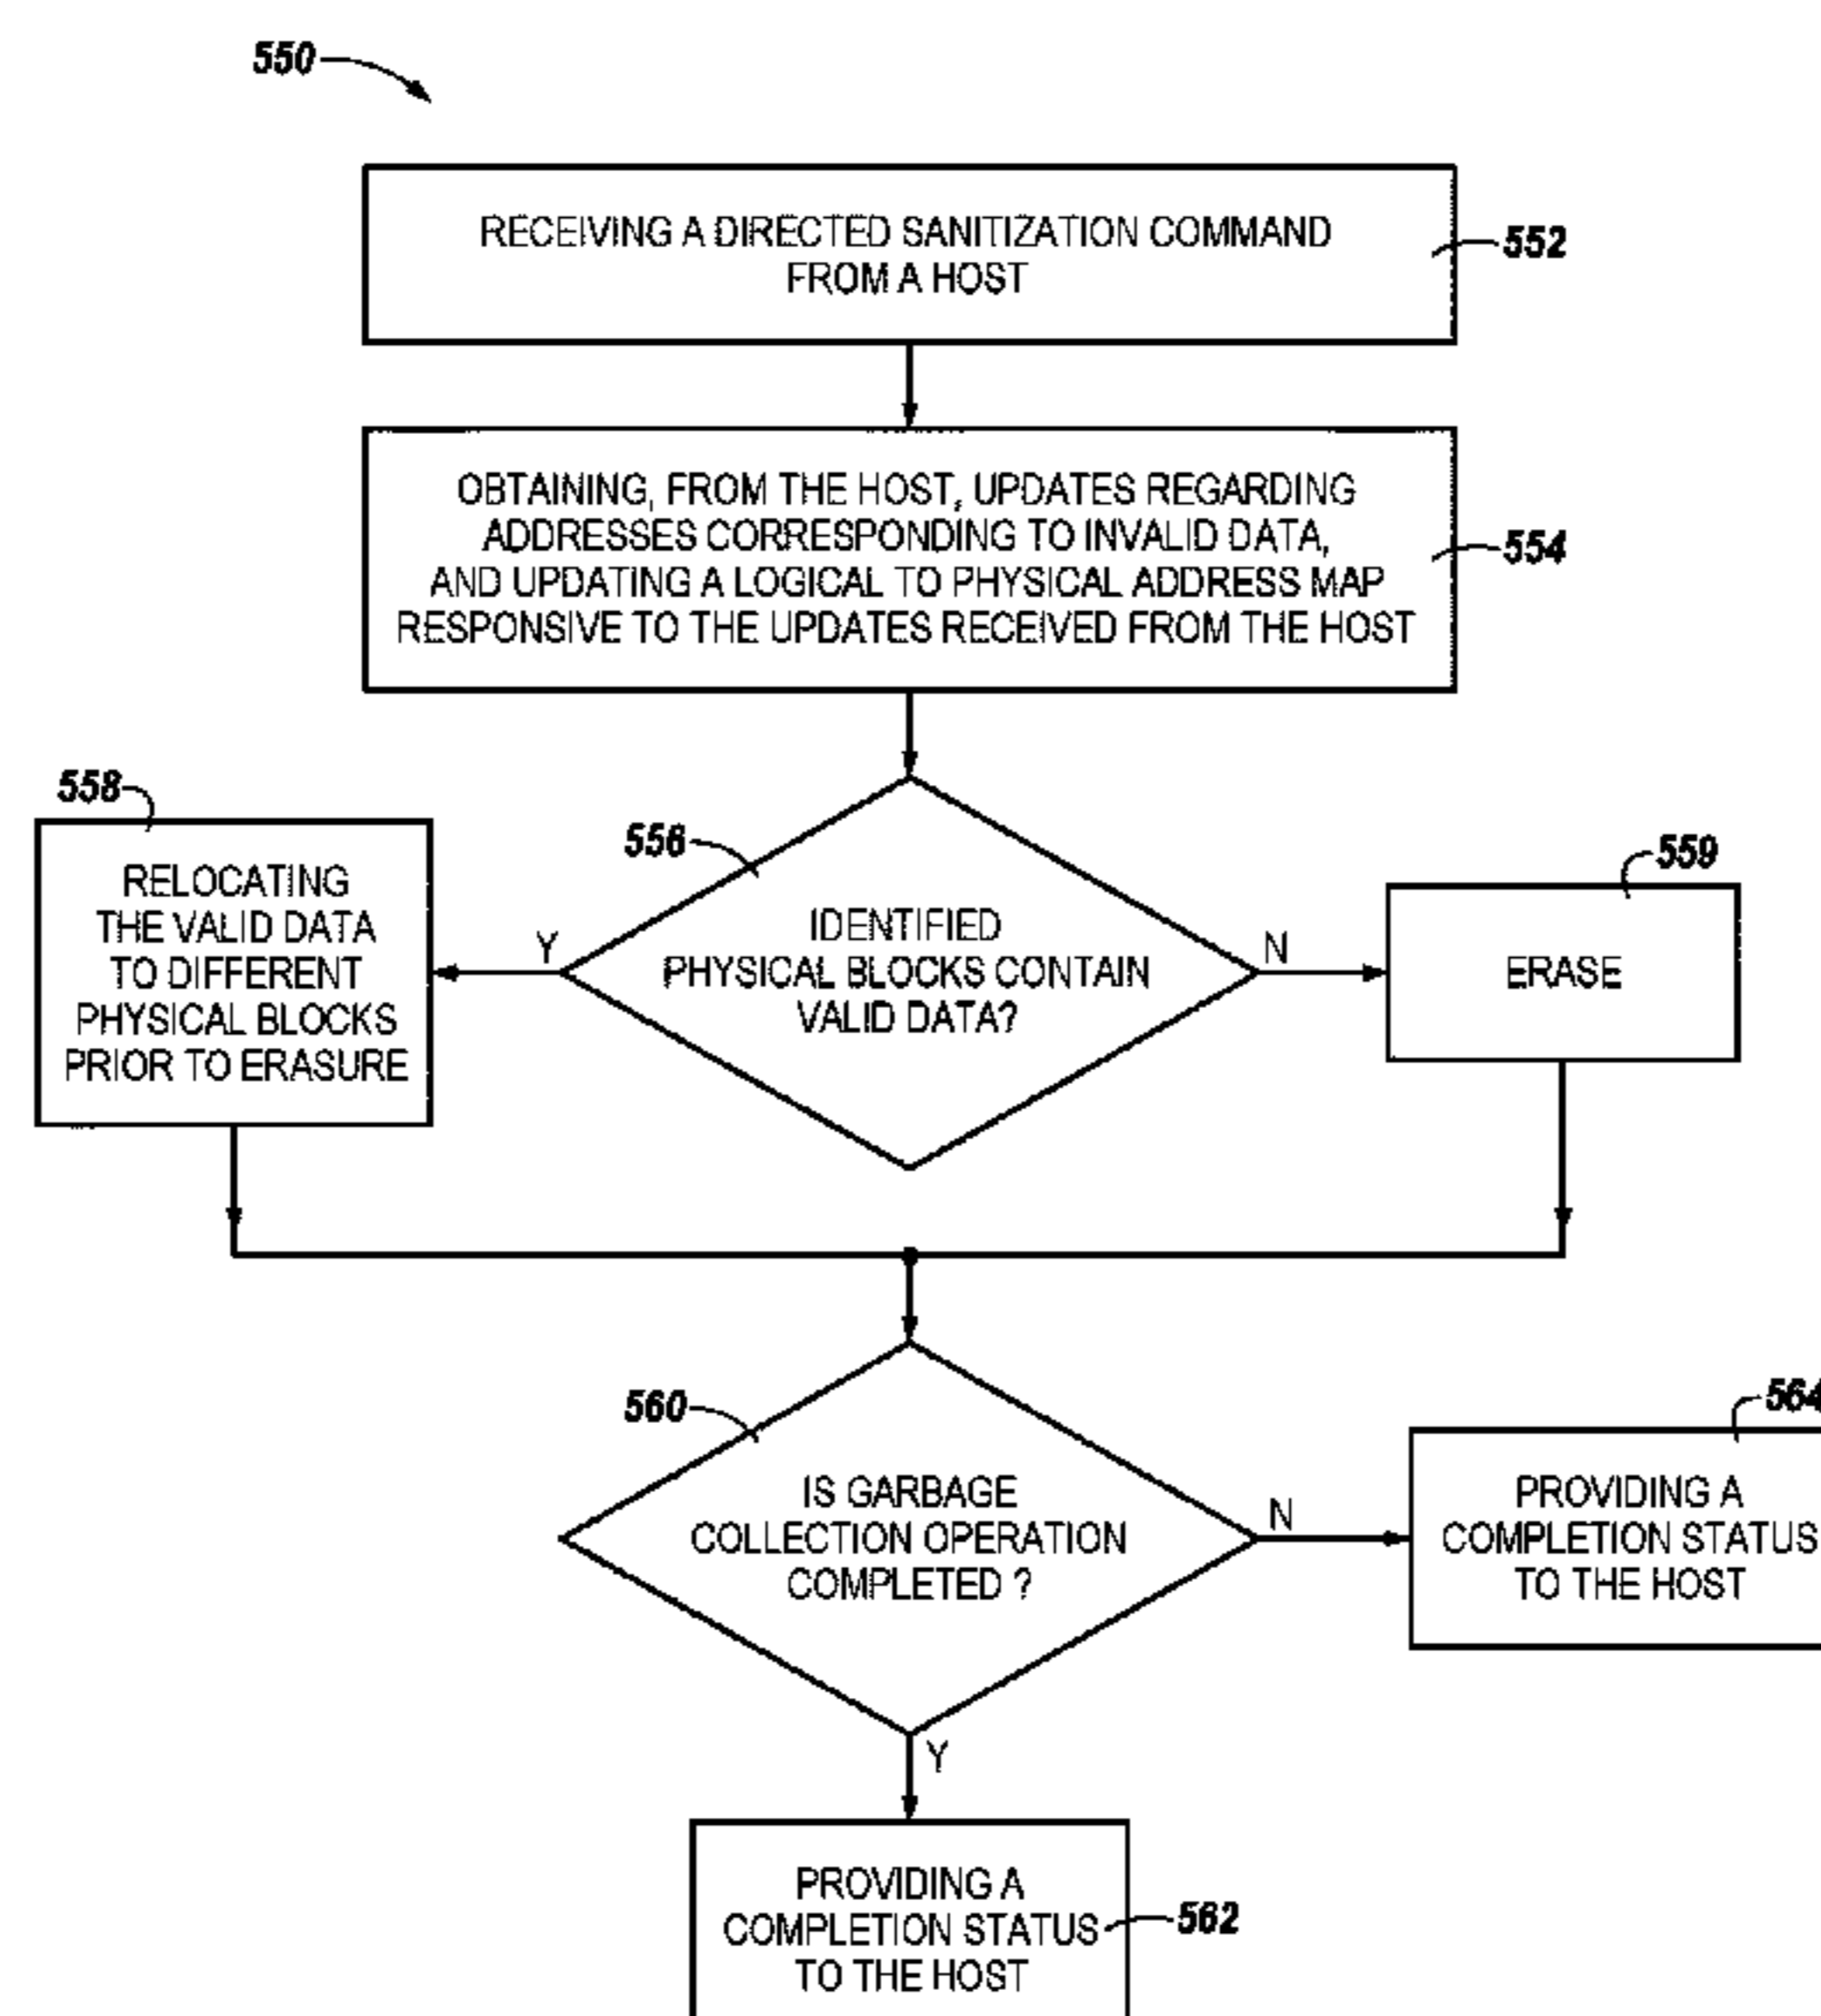 550
RECEIVING A DIRECTED SANITIZATION COMMAND
FROM A HOST
552
OBTAINING, FROM THE HOST, UPDATES REGARDING
ADDRESSES CORRESPONDING TO INVALID DATA,
AND UPDATING A LOGICAL TO PHYSICAL ADDRESS MAP
RESPONSIVE TO THE UPDATES RECEIVED FROM THE HOST
554
558
RELOCATING
THE VALID DATA
TO DIFFERENT
PHYSICAL BLOCKS
PRIOR TO ERASURE
Y
556
IDENTIFIED
PHYSICAL BLOCKS CONTAIN
VALID DATA?
N
559
ERASE
560
IS GARBAGE
COLLECTION OPERATION
COMPLETED ?
N
564
PROVIDING A
COMPLETION STATUS
TO THE HOST
Y
PROVIDING A
COMPLETION STATUS
TO THE HOST
562